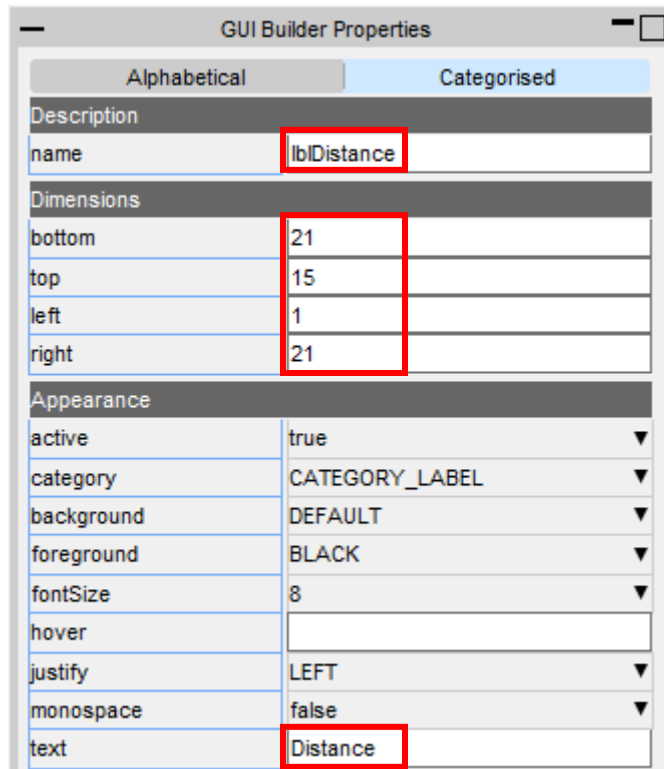 GUI Builder Properties
Alphabetical Categorised
Description
name lblDistance
Dimensions
bottom 21
top 15
left 1
right 21
Appearance
active true
category CATEGORY_LABEL
background DEFAULT
foreground BLACK
fontSize 8
hover
justify LEFT
monospace false
text Distance